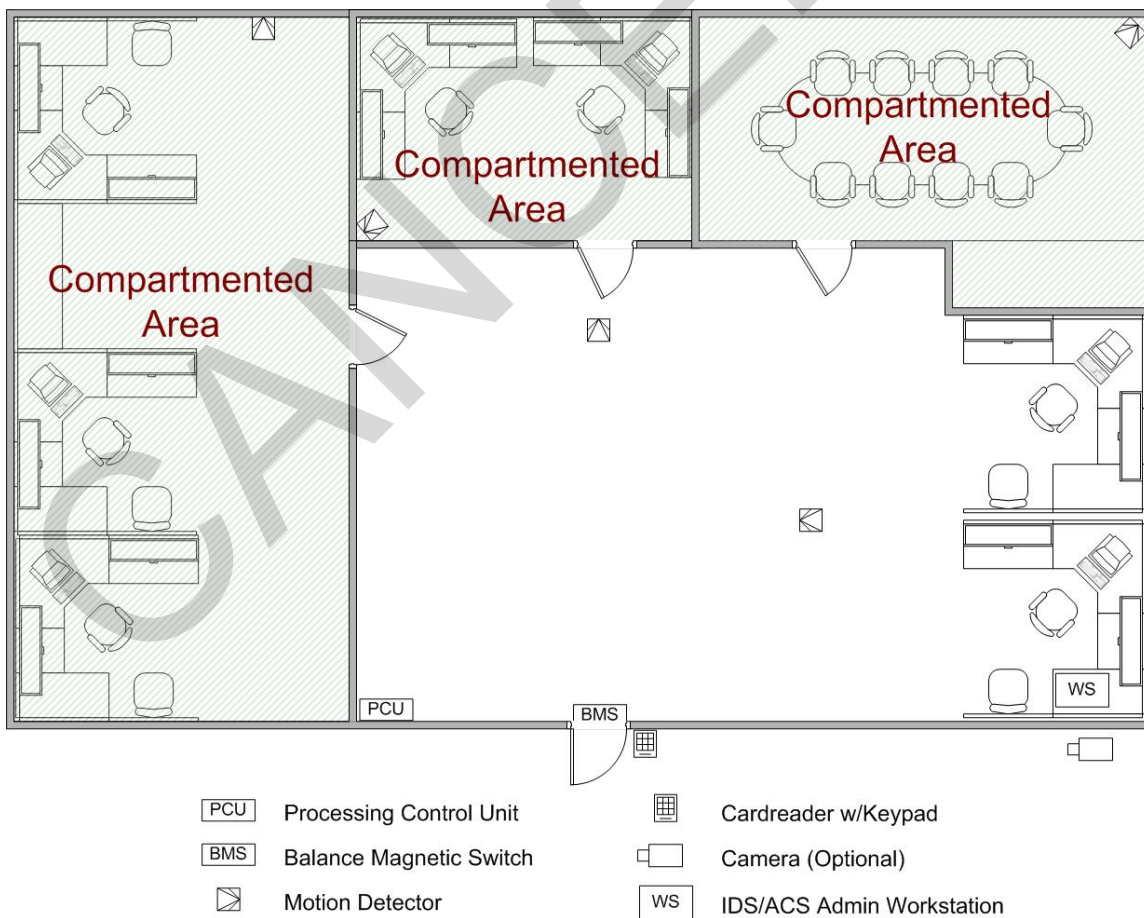 Compartmented
Area
Compartmented
Area
Compartmented
Area
PCU
BMS
WS
PCU Processing Control Unit
Cardreader w/Keypad
BMS Balance Magnetic Switch
Camera (Optional)
Motion Detector
WS IDS/ACS Admin Workstation